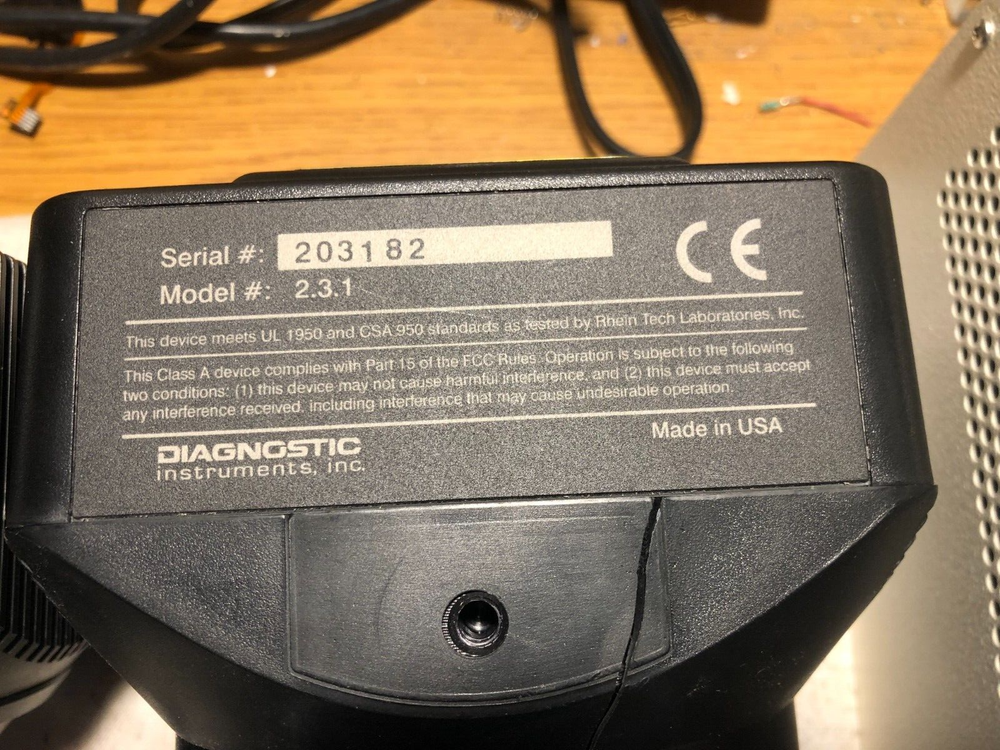 Serial #: 203182
Model #: 2.3.1
CE
This device meets UL 1950 and CSA 950 standards as tested by Rhein Tech Laboratories, Inc.
This Class A device complies with Part 15 of the FCC Rules. Operation is subject to the following
two conditions: (1) this device may not cause harmful interference, and (2) this device must accept
any interference received, including interference that may cause undesirable operation.
DIAGNOSTIC
instruments, inc.
Made in USA